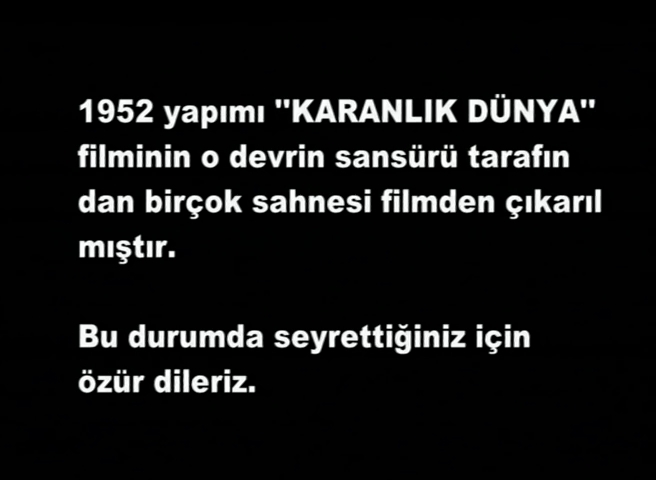 1952 yapımı "KARANLIK DÜNYA"
filminin o devrin sansürü tarafın
dan birçok sahnesi filmden çıkarıl
mıştır.
Bu durumda seyrettiğiniz için
özür dileriz.